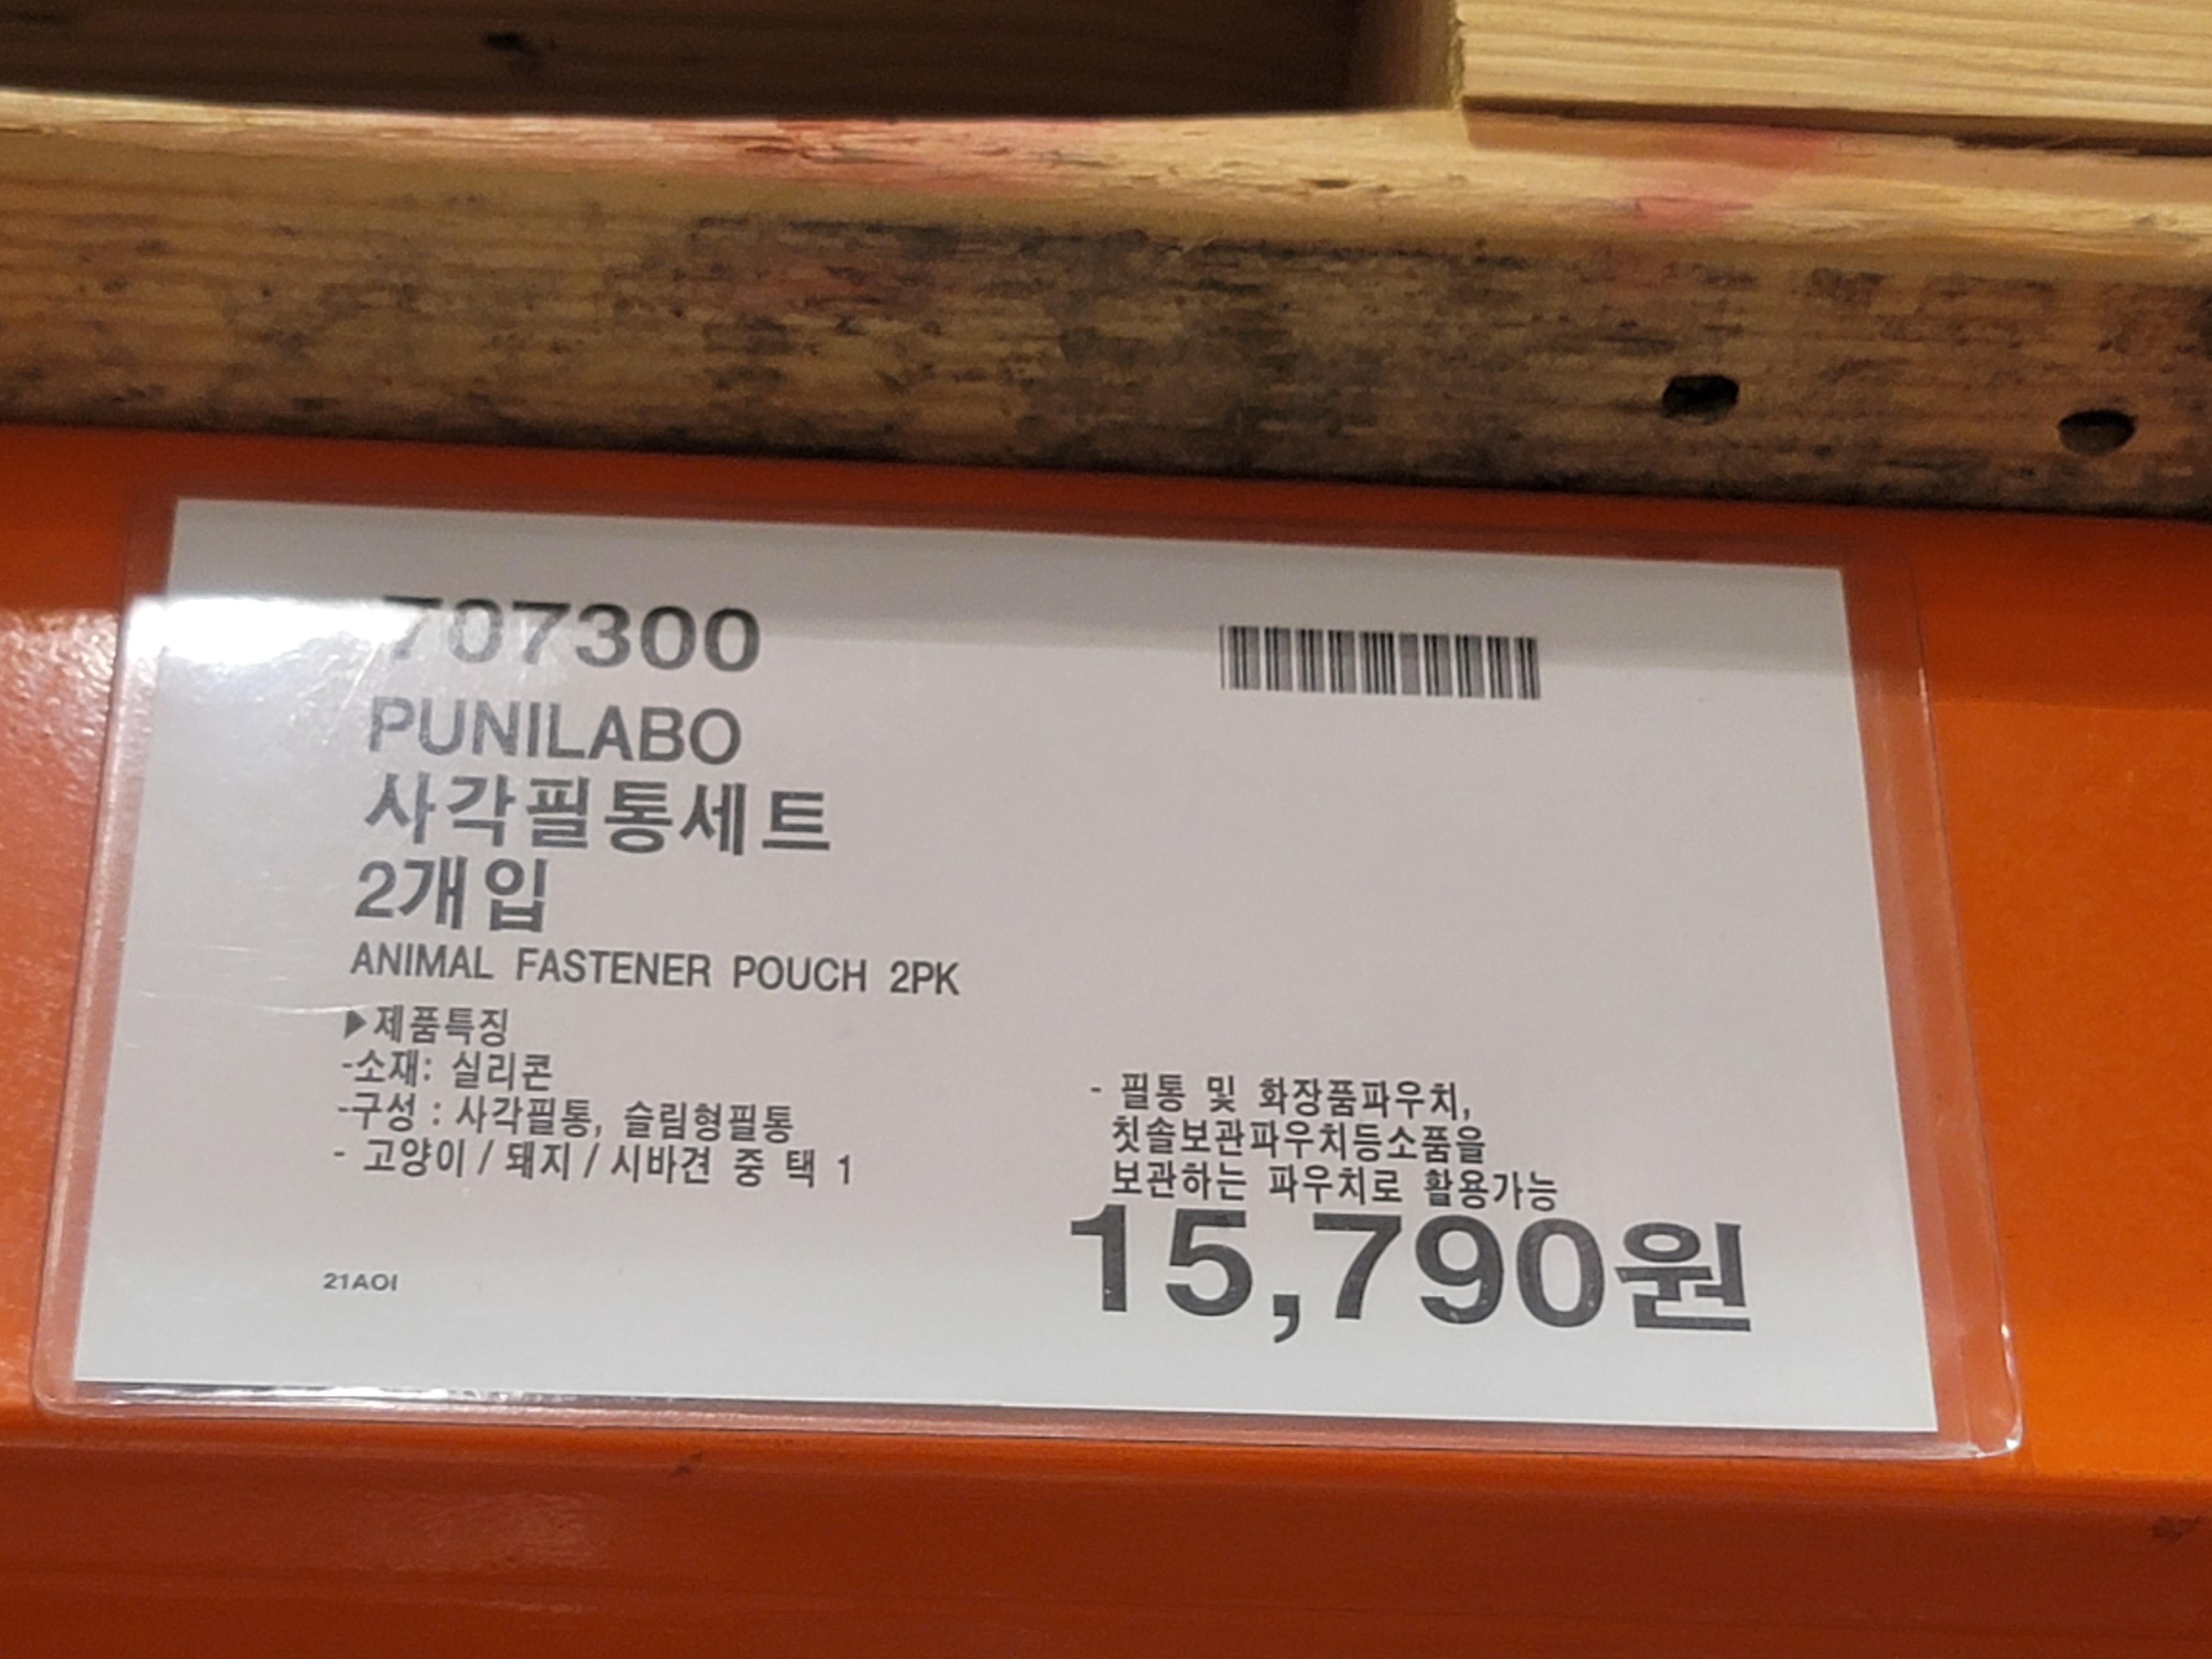 707300
PUNILABO
사각필통세트
2개입
ANIMAL FASTENER POUCH 2PK
▶제품특징
-소재: 실리콘
-구성 : 사각필통, 슬림형필통
- 고양이 / 돼지 / 시바견 중 택 1
- 필통 및 화장품파우치,
칫솔보관파우치등소품을
보관하는 파우치로 활용가능
15,790원
21AOI